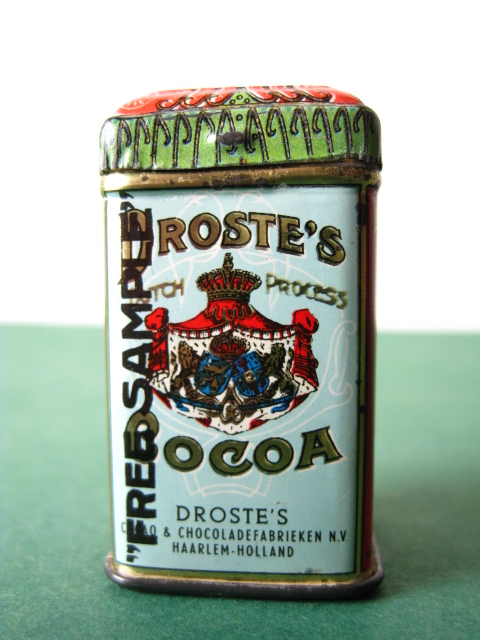 "FREE SAMPLE"
DROSTE'S
DUTCH PROCESS
COCOA
DROSTE'S
CACAO & CHOCOLADEFABRIEKEN N.V.
HAARLEM-HOLLAND